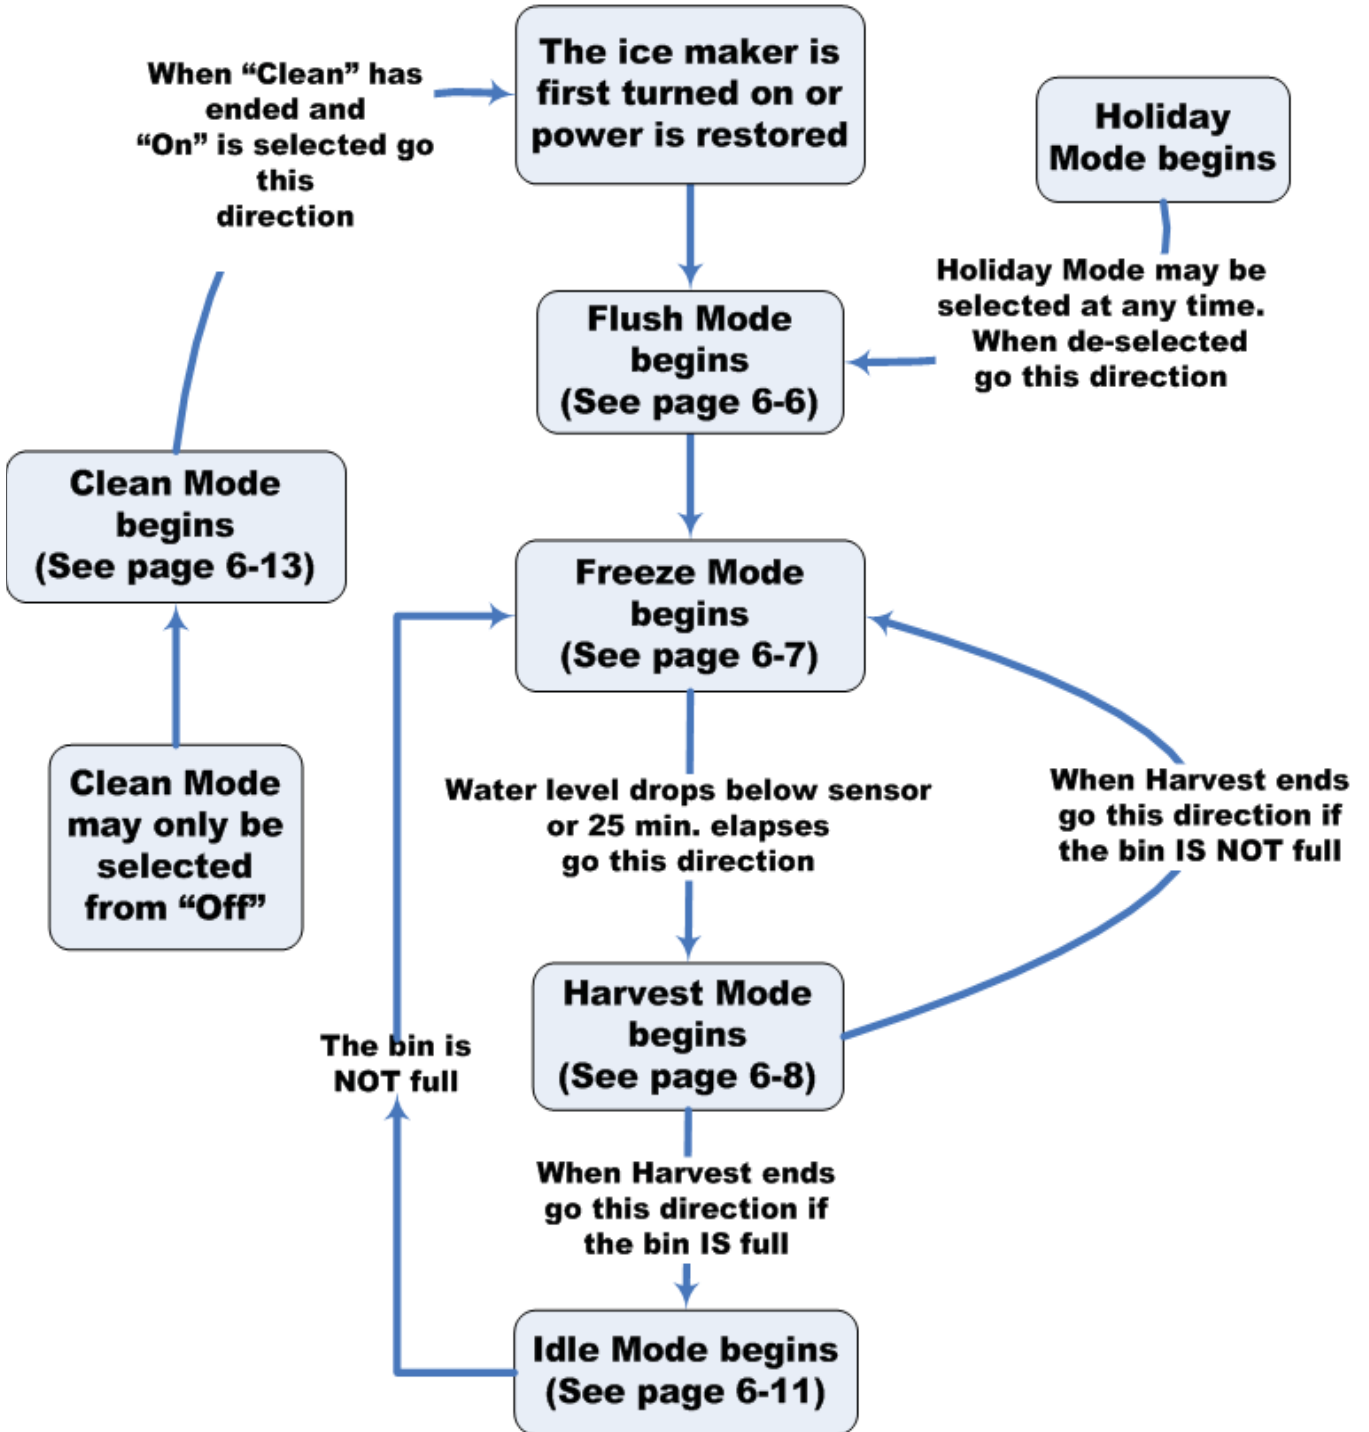 The ice maker is
first turned on or
power is restored
When “Clean” has
ended and
“On” is selected go
this
direction
Holiday
Mode begins
Holiday Mode may be
selected at any time.
When de-selected
go this direction
Flush Mode
begins
(See page 6-6)
Clean Mode
begins
(See page 6-13)
Freeze Mode
begins
(See page 6-7)
Clean Mode
may only be
selected
from “Off”
Water level drops below sensor
or 25 min. elapses
go this direction
When Harvest ends
go this direction if
the bin IS NOT full
Harvest Mode
begins
(See page 6-8)
The bin is
NOT full
When Harvest ends
go this direction if
the bin IS full
Idle Mode begins
(See page 6-11)